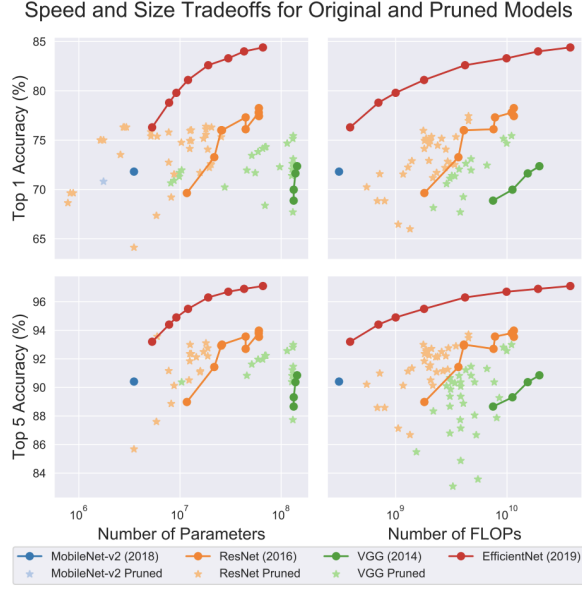 Speed and Size Tradeoffs for Original and Pruned Models
Top 1 Accuracy (%)
85
80
75
70
65
Top 5 Accuracy (%)
96
94
92
90
88
86
84
10⁶ 10⁷ 10⁸
10⁹ 10¹⁰
Number of Parameters
Number of FLOPs
MobileNet-v2 (2018) ResNet (2016) VGG (2014) EfficientNet (2019)
MobileNet-v2 Pruned ResNet Pruned VGG Pruned